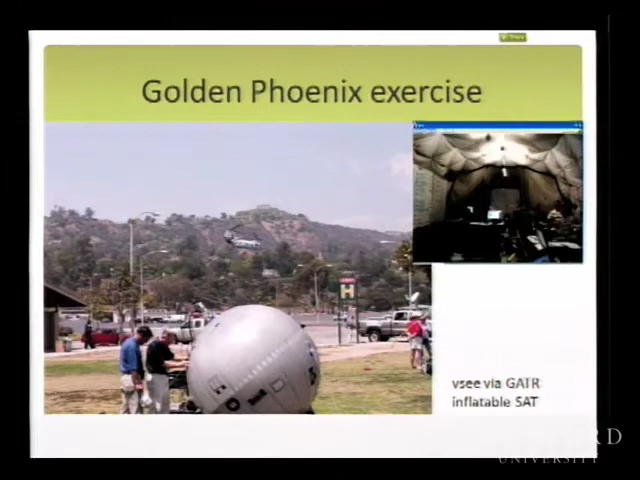 Golden Phoenix exercise
H
vsee via GATR
inflatable SAT
UNIVERSITY